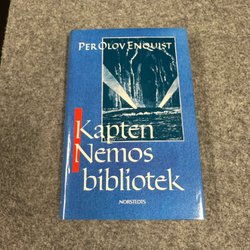 Per Olov Enquist
Kapten
Nemos
bibliotek
NORSTEDTS